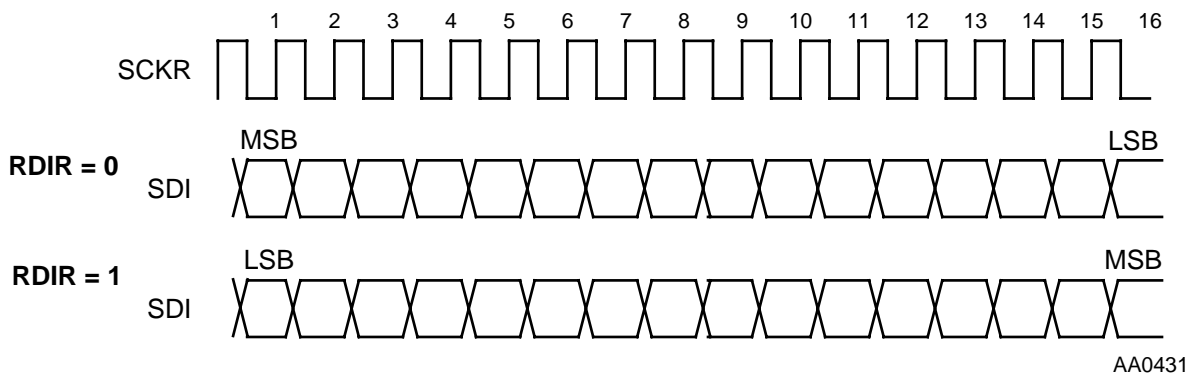 1 2 3 4 5 6 7 8 9 10 11 12 13 14 15 16
SCKR
MSB LSB
RDIR = 0
SDI
LSB MSB
RDIR = 1
SDI
AA0431